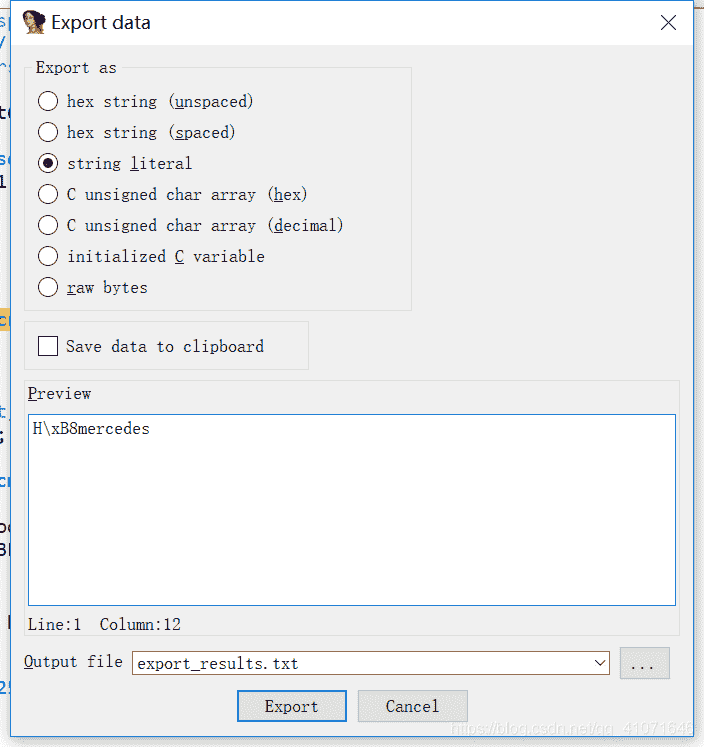 Export data
Export as
hex string (unspaced)
hex string (spaced)
string literal
C unsigned char array (hex)
C unsigned char array (decimal)
initialized C variable
raw bytes
Save data to clipboard
Preview
H\xB8mercedes
Line:1 Column:12
Output file export_results.txt ...
Export Cancel
https://blog.csdn.net/qq_41071646